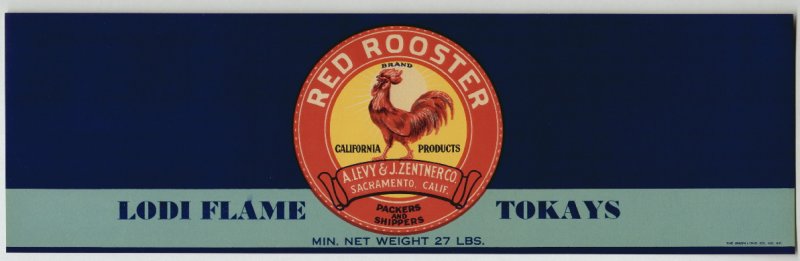 RED ROOSTER
BRAND
CALIFORNIA PRODUCTS
A. LEVY & J. ZENTNER CO.
SACRAMENTO, CALIF.
PACKERS
AND
SHIPPERS
LODI FLAME TOKAYS
MIN. NET WEIGHT 27 LBS.